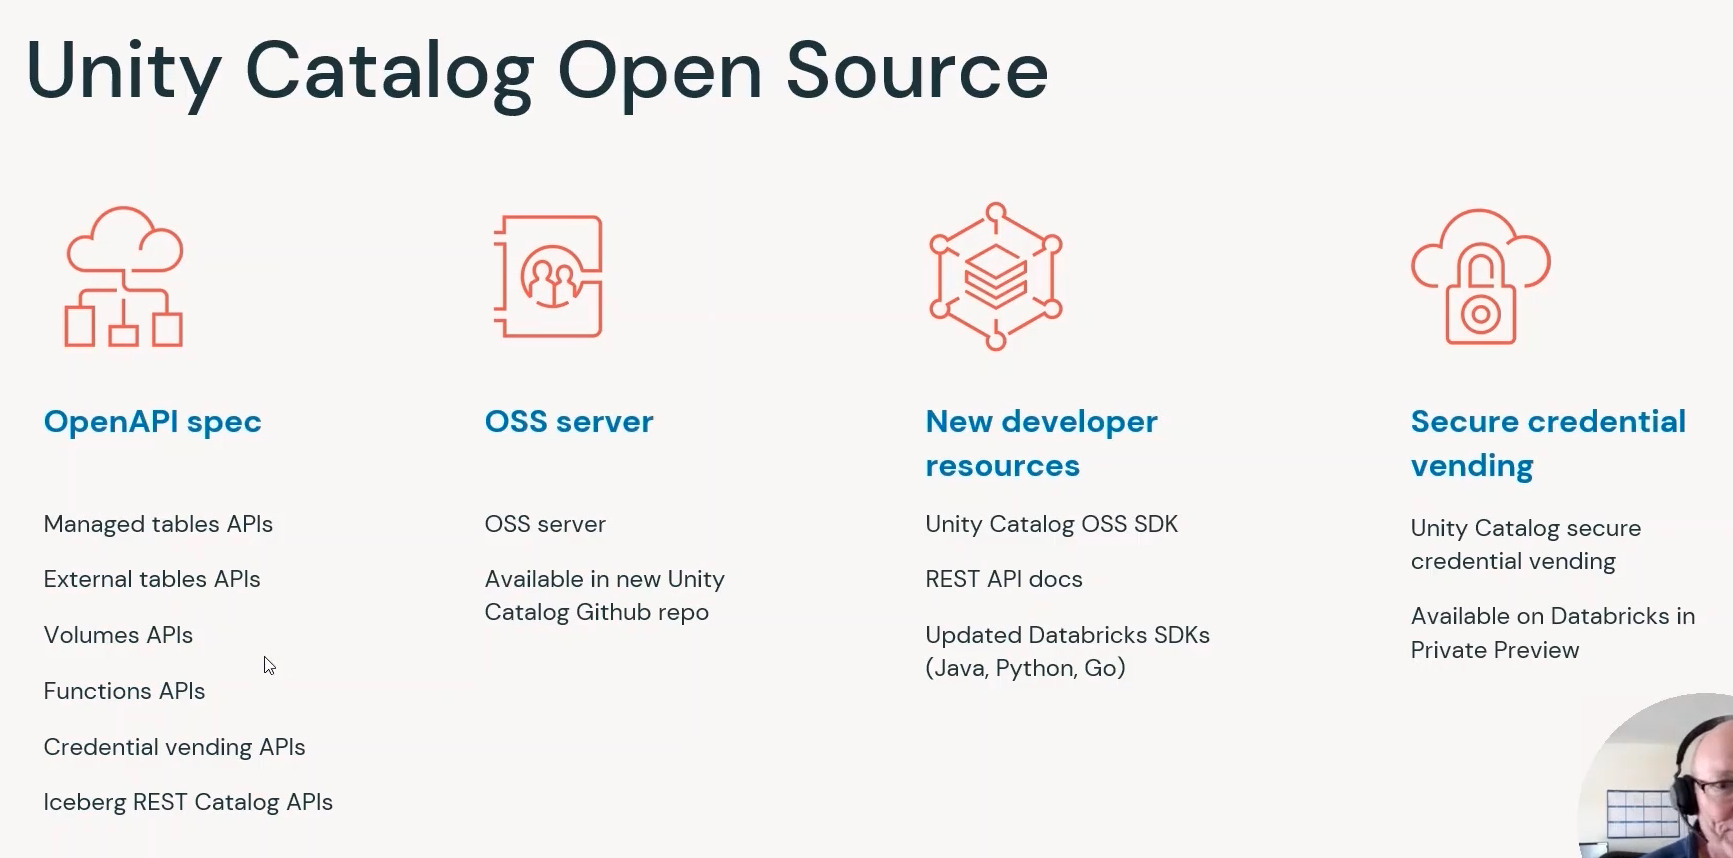 Unity Catalog Open Source
OpenAPI spec
Managed tables APIs
External tables APIs
Volumes APIs
Functions APIs
Credential vending APIs
Iceberg REST Catalog APIs
OSS server
OSS server
Available in new Unity
Catalog Github repo
New developer
resources
Unity Catalog OSS SDK
REST API docs
Updated Databricks SDKs
(Java, Python, Go)
Secure credential
vending
Unity Catalog secure
credential vending
Available on Databricks in
Private Preview